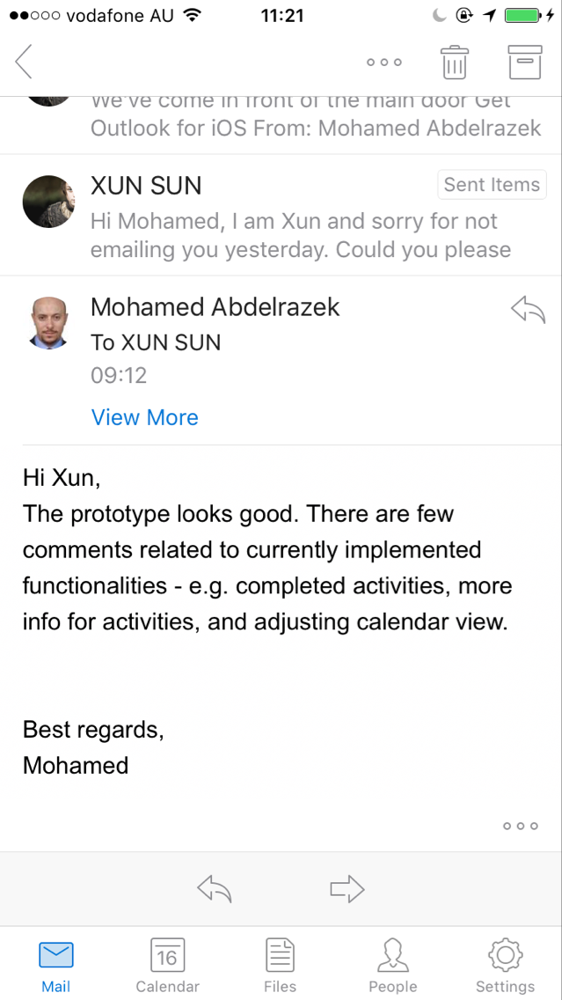 vodafone AU 11:21
We've come in front of the main door Get
Outlook for iOS From: Mohamed Abdelrazek
XUN SUN Sent Items
Hi Mohamed, I am Xun and sorry for not
emailing you yesterday. Could you please
Mohamed Abdelrazek
To XUN SUN
09:12
View More
Hi Xun,
The prototype looks good. There are few
comments related to currently implemented
functionalities - e.g. completed activities, more
info for activities, and adjusting calendar view.
Best regards,
Mohamed
16
Mail Calendar Files People Settings